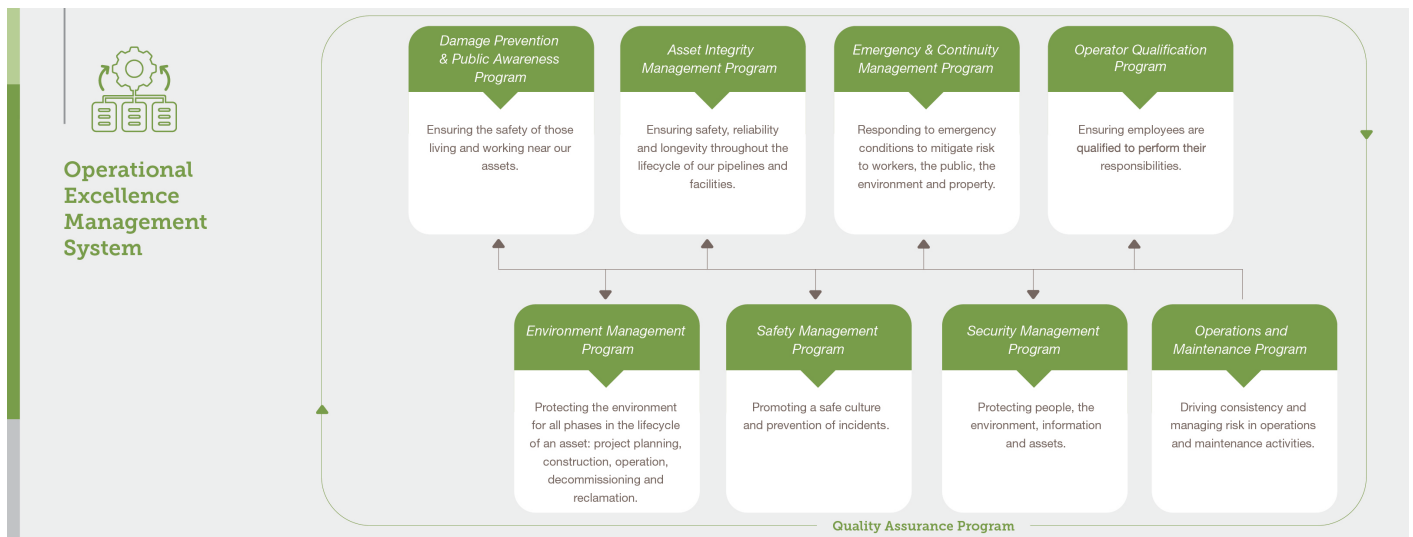 Operational
Excellence
Management
System
Damage Prevention
& Public Awareness
Program
Ensuring the safety of those
living and working near our
assets.
Asset Integrity
Management Program
Ensuring safety, reliability
and longevity throughout the
lifecycle of our pipelines and
facilities.
Emergency & Continuity
Management Program
Responding to emergency
conditions to mitigate risk
to workers, the public, the
environment and property.
Operator Qualification
Program
Ensuring employees are
qualified to perform their
responsibilities.
Environment Management
Program
Protecting the environment
for all phases in the lifecycle
of an asset: project planning,
construction, operation,
decommissioning and
reclamation.
Safety Management
Program
Promoting a safe culture
and prevention of incidents.
Security Management
Program
Protecting people, the
environment, information
and assets.
Operations and
Maintenance Program
Driving consistency and
managing risk in operations
and maintenance activities.
Quality Assurance Program